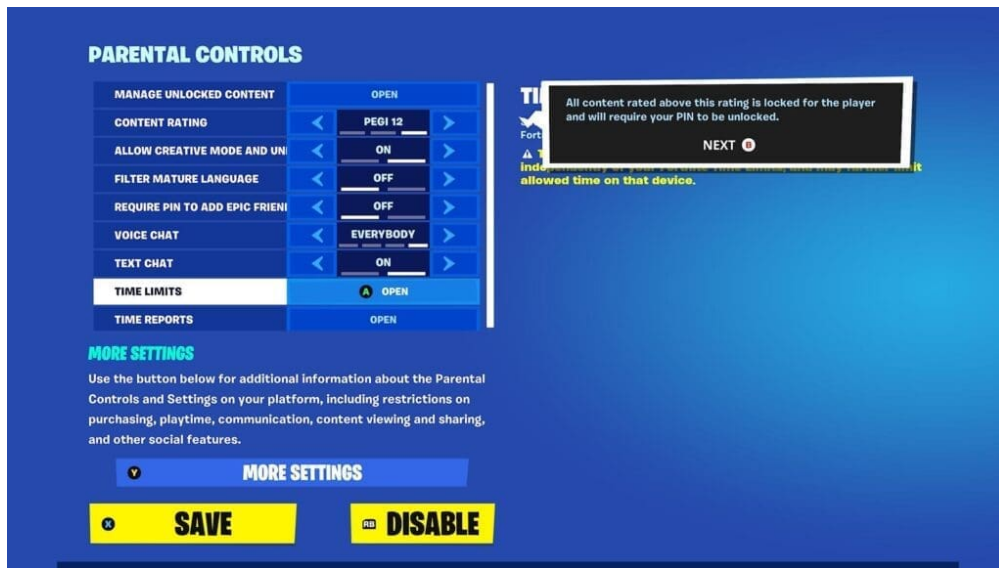 PARENTAL CONTROLS
MANAGE UNLOCKED CONTENT OPEN
CONTENT RATING PEGI 12
ALLOW CREATIVE MODE AND UN
ON
FILTER MATURE LANGUAGE OFF
REQUIRE PIN TO ADD EPIC FRIEN
OFF
VOICE CHAT EVERYBODY
TEXT CHAT ON
TIME LIMITS A OPEN
TIME REPORTS OPEN
MORE SETTINGS
Use the button below for additional information about the Parental
Controls and Settings on your platform, including restrictions on
purchasing, playtime, communication, content viewing and sharing,
and other social features.
Y MORE SETTINGS
X SAVE
RB DISABLE
All content rated above this rating is locked for the player
and will require your PIN to be unlocked.
NEXT B
allowed time on that device.